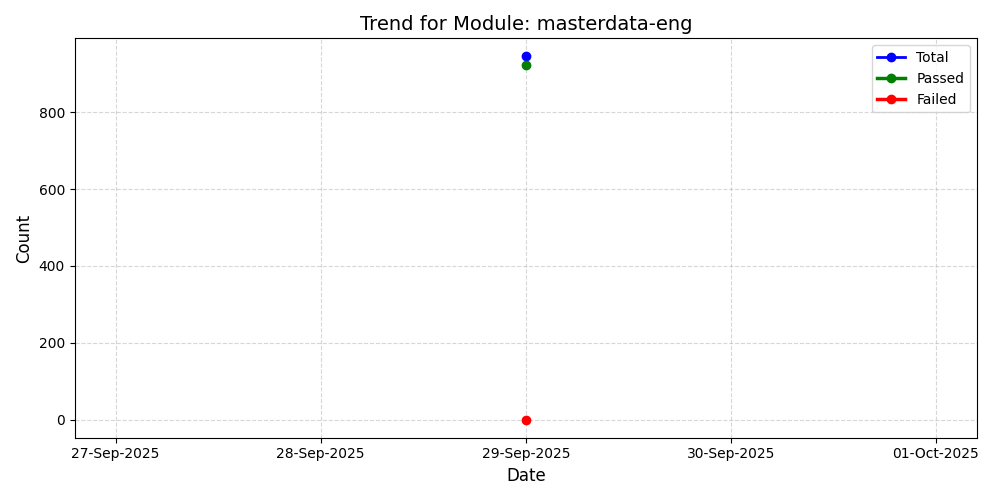 Trend for Module: masterdata-eng
Total
Passed
Failed
Count
800
600
400
200
0
27-Sep-2025 28-Sep-2025 29-Sep-2025 30-Sep-2025 01-Oct-2025
Date